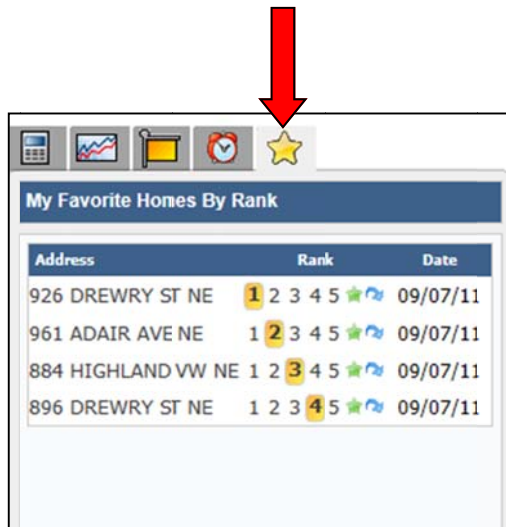 My Favorite Homes By Rank
Address Rank Date
926 DREWRY ST NE 1 2 3 4 5 09/07/11
961 ADAIR AVE NE 1 2 3 4 5 09/07/11
884 HIGHLAND VW NE 1 2 3 4 5 09/07/11
896 DREWRY ST NE 1 2 3 4 5 09/07/11